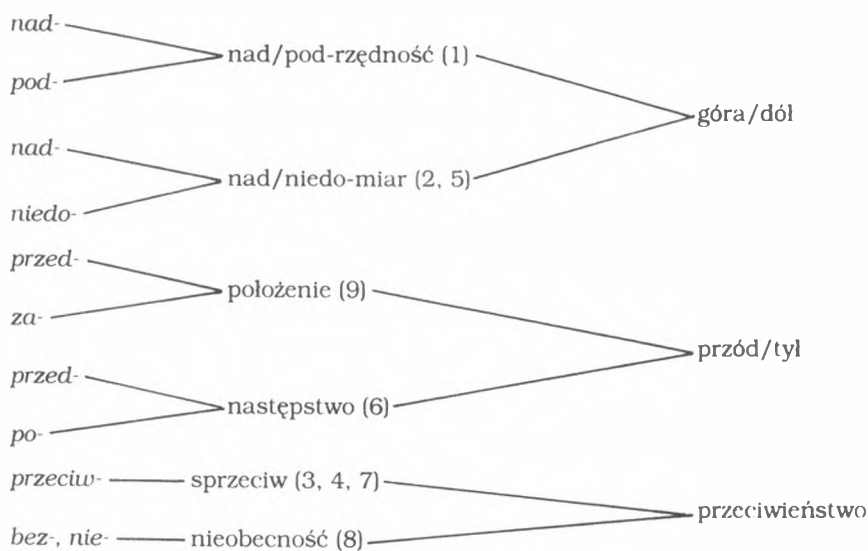 nad-
nad/pod-rzędność (1)
pod-
góra/dół
nad-
nad/niedo-miar (2, 5)
niedo-
przed-
położenie (9)
za-
przód/tył
przed-
następstwo (6)
po-
przeciw- sprzeciw (3, 4, 7)
przeciwieństwo
bez-, nie- nieobecność (8)